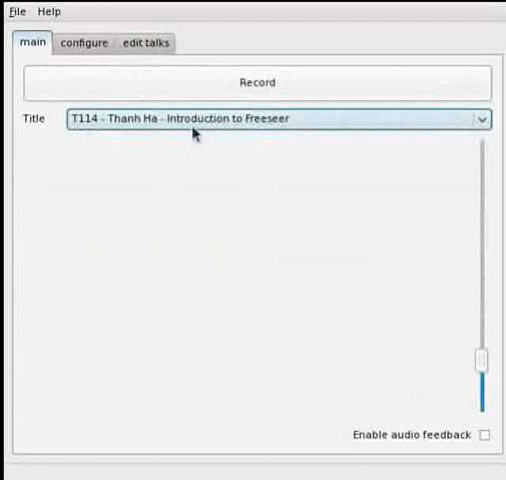 File Help
main configure edit talks
Record
Title T114 - Thanh Ha - Introduction to Freeseer
Enable audio feedback